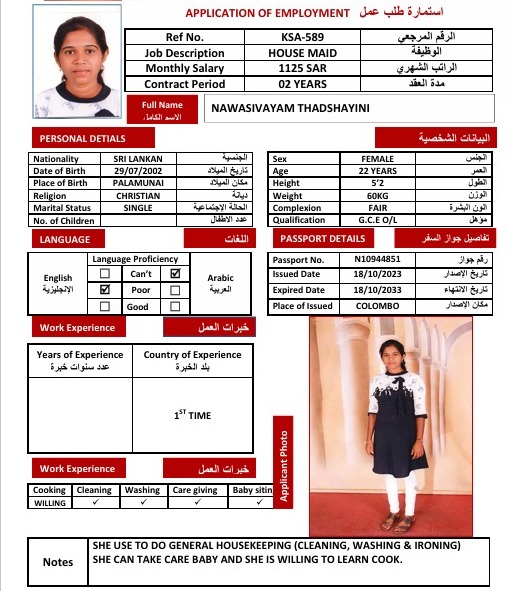 APPLICATION OF EMPLOYMENT استمارة طلب عمل
Ref No. KSA-589 الرقم المرجعي
Job Description HOUSE MAID الوظيفة
Monthly Salary 1125 SAR الراتب الشهري
Contract Period 02 YEARS مدة العقد
Full Name
الاسم الكامل
NAWASIVAYAM THADSHAYINI
PERSONAL DETIALS البيانات الشخصية
Nationality SRI LANKAN الجنسية
Date of Birth 29/07/2002 تاريخ الميلاد
Place of Birth PALAMUNAI مكان الميلاد
Religion CHRISTIAN ديانة
Marital Status SINGLE الحالة الاجتماعية
No. of Children عدد الاطفال
Sex FEMALE الجنس
Age 22 YEARS العمر
Height 5’2 الطول
Weight 60KG الوزن
Complexion FAIR الون البشرة
Qualification G.C.E O/L مؤهل
LANGUAGE اللغات
Language Proficiency
English
الانجليزية
☐ Can’t ☑
☑ Poor ☐
☐ Good ☐
Arabic
العربية
PASSPORT DETAILS تفاصيل جواز السفر
Passport No. N10944851 رقم جواز
Issued Date 18/10/2023 تاريخ الإصدار
Expired Date 18/10/2033 تاريخ الانتهاء
Place of Issued COLOMBO مكان الإصدار
Work Experience خبرات العمل
Years of Experience Country of Experience
عدد سنوات خبرة بلد الخبرة
1ST TIME
Work Experience خبرات العمل
Cooking Cleaning Washing Care giving Baby sitin
WILLING ✓ ✓ ✓ ✓
Applicant Photo
Notes
SHE USE TO DO GENERAL HOUSEKEEPING (CLEANING, WASHING & IRONING)
SHE CAN TAKE CARE BABY AND SHE IS WILLING TO LEARN COOK.